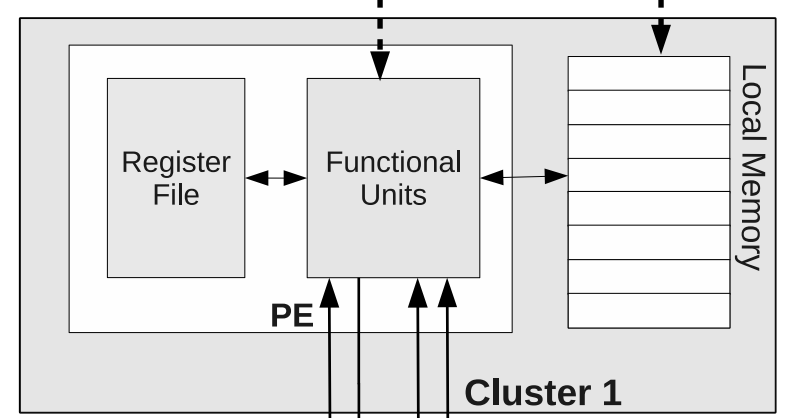 Register
File
Functional
Units
Local Memory
PE
Cluster 1